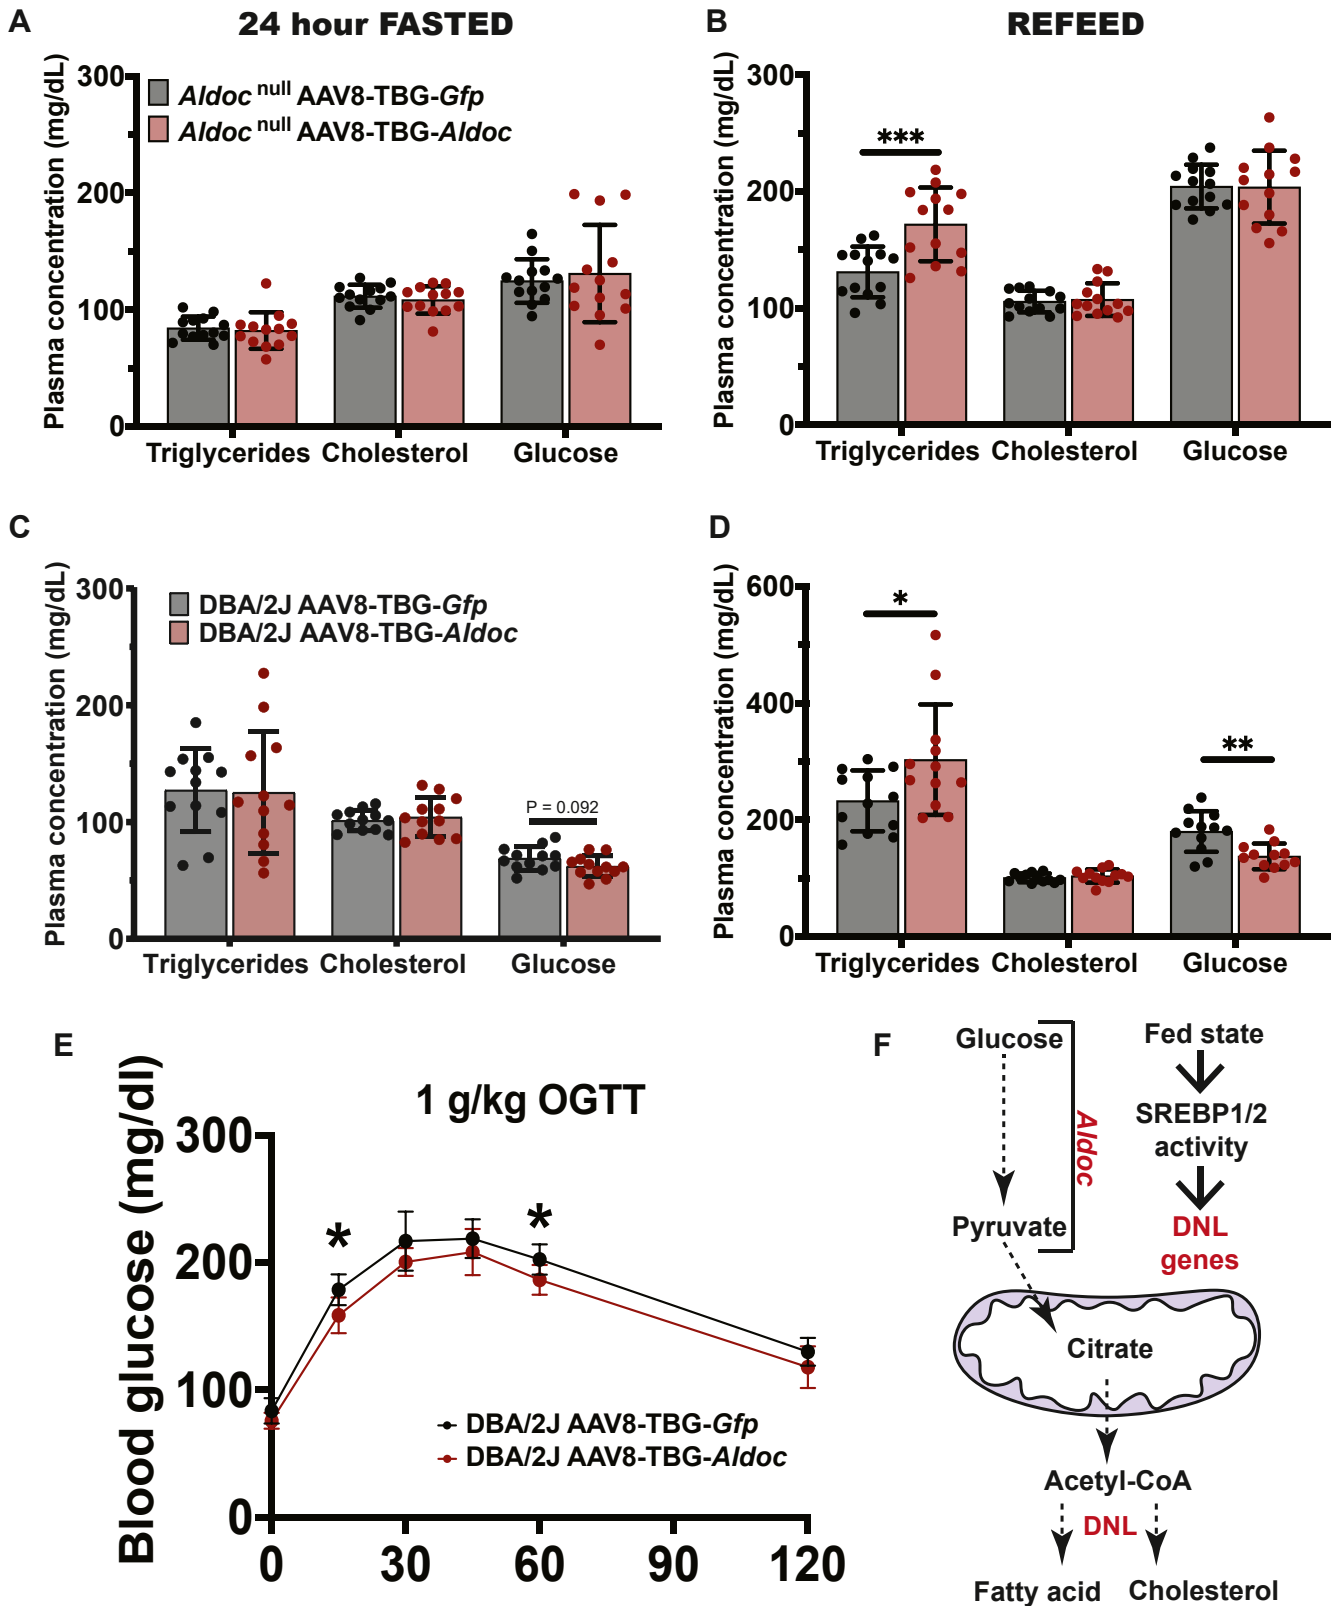 A
24 hour FASTED
Plasma concentration (mg/dL)
300
200
100
0
Aldoc null AAV8-TBG-Gfp
Aldoc null AAV8-TBG-Aldoc
Triglycerides Cholesterol Glucose
B
REFEED
Plasma concentration (mg/dL)
300
200
100
0
***
Triglycerides Cholesterol Glucose
C
Plasma concentration (mg/dL)
300
200
100
0
DBA/2J AAV8-TBG-Gfp
DBA/2J AAV8-TBG-Aldoc
P = 0.092
Triglycerides Cholesterol Glucose
D
Plasma concentration (mg/dL)
600
400
200
0
*
**
Triglycerides Cholesterol Glucose
E
1 g/kg OGTT
Blood glucose (mg/dl)
300
200
100
0
* *
DBA/2J AAV8-TBG-Gfp
DBA/2J AAV8-TBG-Aldoc
0 30 60 90 120
F
Glucose
Aldoc
Pyruvate
Fed state
SREBP1/2
activity
DNL
genes
Citrate
Acetyl-CoA
DNL
Fatty acid Cholesterol